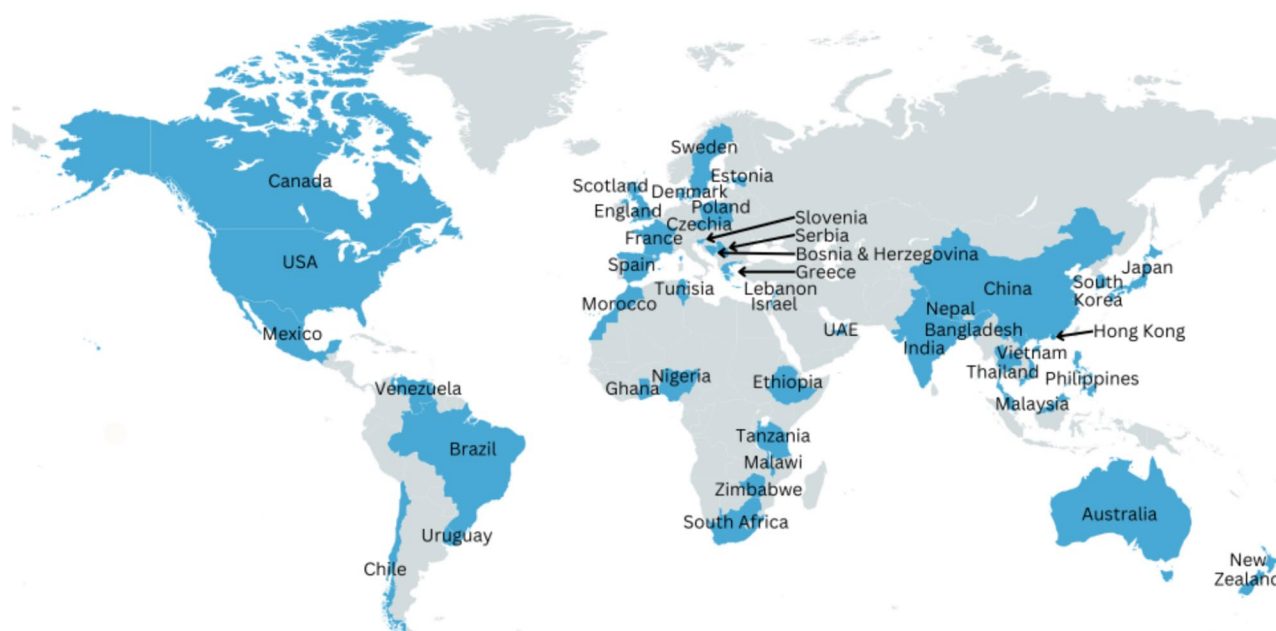 Canada
USA
Mexico
Venezuela
Brazil
Uruguay
Chile
Sweden
Estonia
Scotland
Denmark
England
Poland
Czechia
France
Slovenia
Serbia
Bosnia & Herzegovina
Greece
Spain
Tunisia
Lebanon
Israel
Morocco
UAE
Ghana
Nigeria
Ethiopia
Tanzania
Malawi
Zimbabwe
South Africa
China
Japan
South
Korea
Nepal
Bangladesh
India
Hong Kong
Vietnam
Thailand
Philippines
Malaysia
Australia
New
Zealand